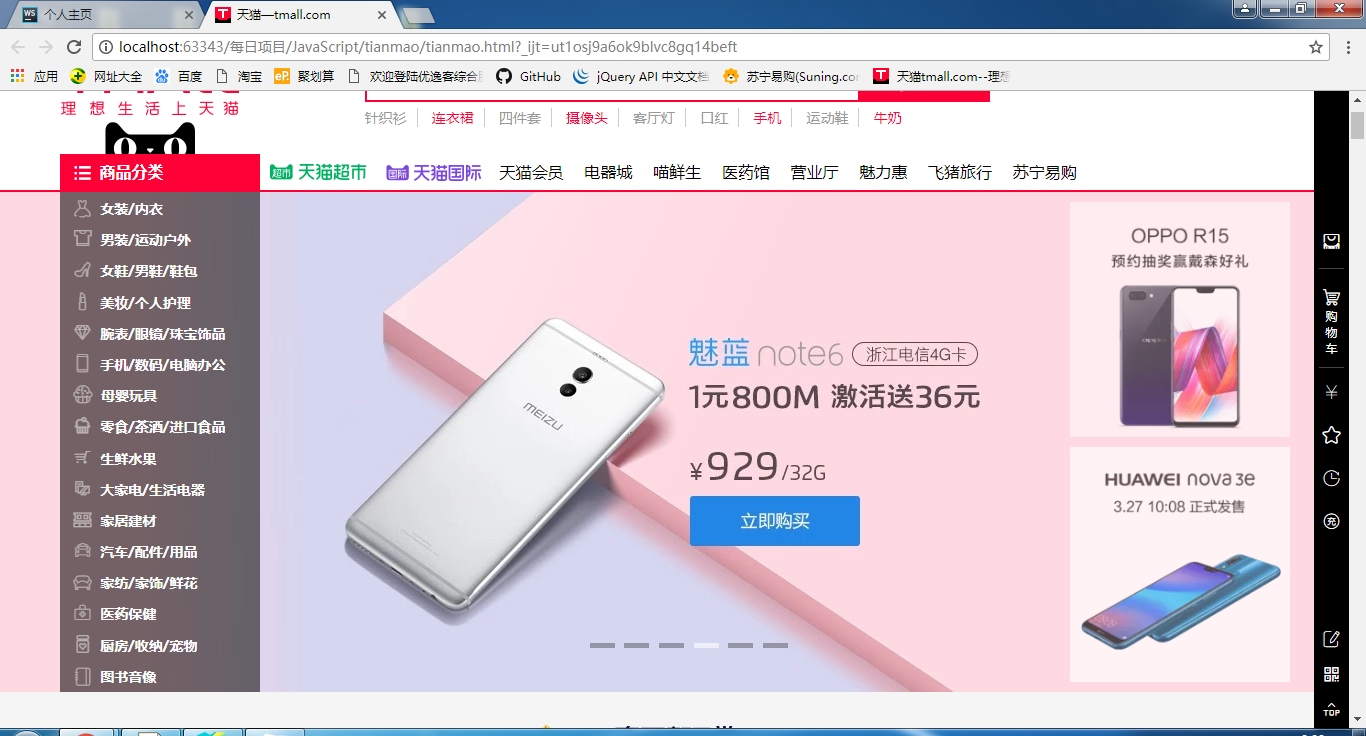 个人主页
天猫—tmall.com
localhost:63343/每日项目/JavaScript/tianmao/tianmao.html?_ijt=ut1osj9a6ok9blvc8gq14beft
应用 网址大全 百度 淘宝 聚划算 欢迎登陆优逸客综合 GitHub jQuery API 中文文档 苏宁易购(Suning.com 天猫tmall.com--理想
理想生活上天猫
针织衫 连衣裙 四件套 摄像头 客厅灯 口红 手机 运动鞋 牛奶
商品分类
超市 天猫超市 国际 天猫国际 天猫会员 电器城 喵鲜生 医药馆 营业厅 魅力惠 飞猪旅行 苏宁易购
女装/内衣
男装/运动户外
女鞋/男鞋/鞋包
美妆/个人护理
腕表/眼镜/珠宝饰品
手机/数码/电脑办公
母婴玩具
零食/茶酒/进口食品
生鲜水果
大家电/生活电器
家居建材
汽车/配件/用品
家纺/家饰/鲜花
医药保健
厨房/收纳/宠物
图书音像
MEIZU
魅蓝 note6 浙江电信4G卡
1元800M 激活送36元
¥929/32G
立即购买
OPPO R15
预约抽奖赢戴森好礼
HUAWEI nova 3e
3.27 10:08 正式发售
购物车
¥
充
TOP